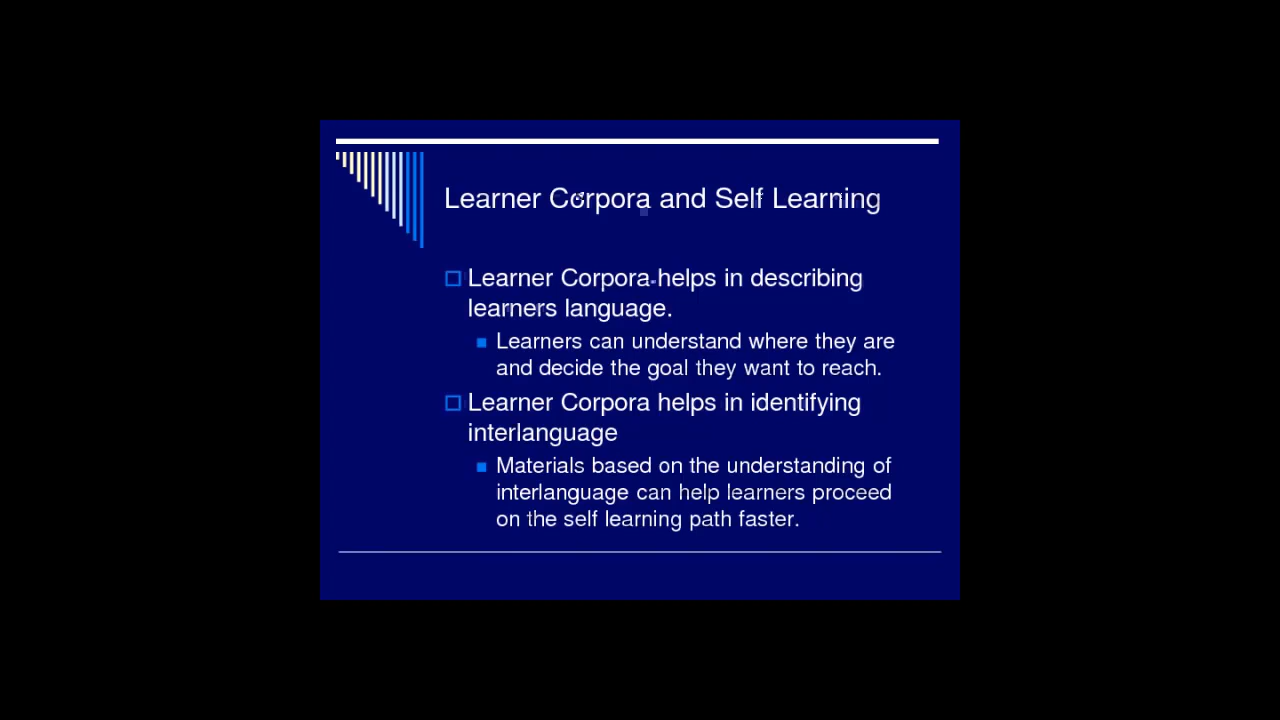 Learner Corpora and Self Learning
Learner Corpora helps in describing
learners language.
Learners can understand where they are
and decide the goal they want to reach.
Learner Corpora helps in identifying
interlanguage
Materials based on the understanding of
interlanguage can help learners proceed
on the self learning path faster.